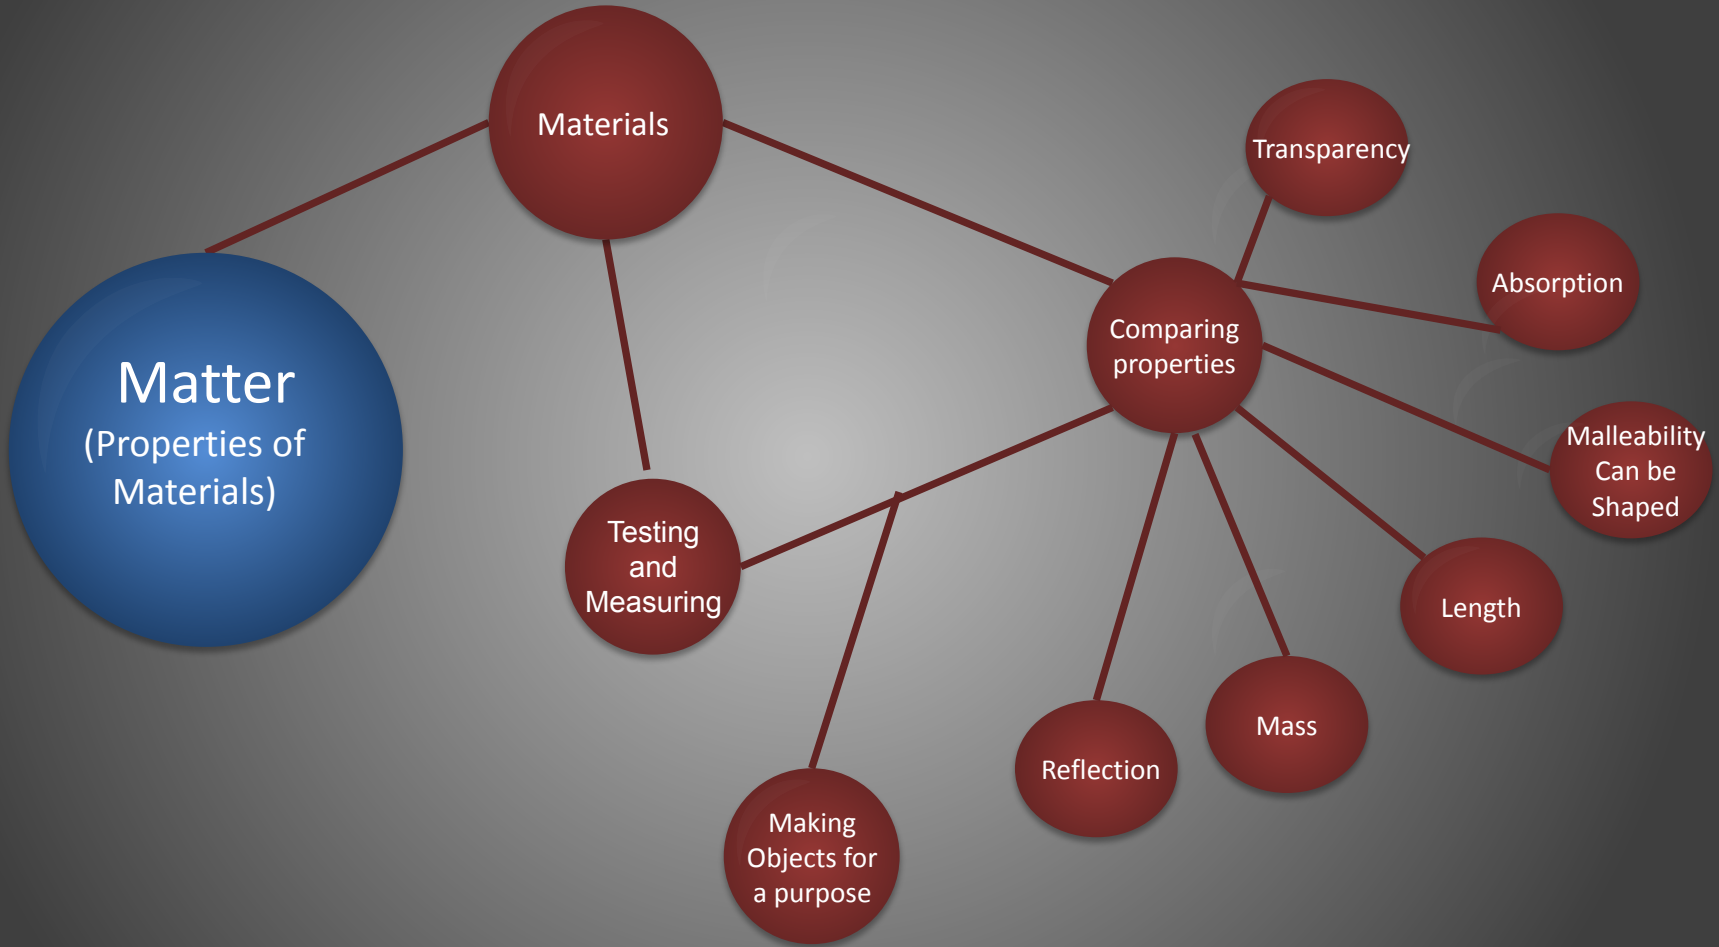 Materials
Transparency
Absorption
Comparing
properties
Matter
(Properties of
Materials)
Malleability
Can be
Shaped
Testing
and
Measuring
Length
Mass
Reflection
Making
Objects for
a purpose